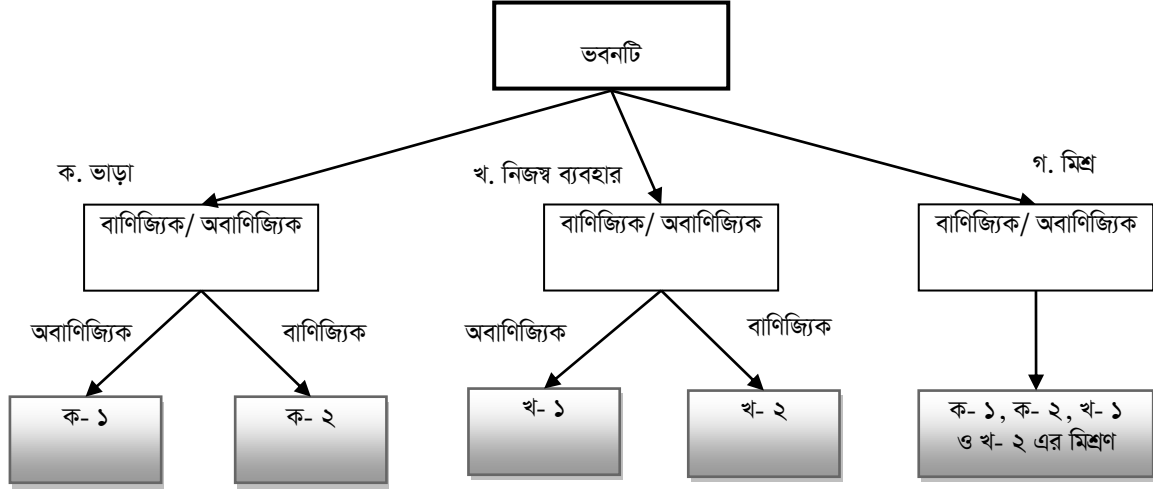 ভবনটি
ক. ভাড়া
খ. নিজস্ব ব্যবহার
গ. মিশ্র
বাণিজ্যিক/ অবাণিজ্যিক
বাণিজ্যিক/ অবাণিজ্যিক
বাণিজ্যিক/ অবাণিজ্যিক
অবাণিজ্যিক
বাণিজ্যিক
অবাণিজ্যিক
বাণিজ্যিক
ক- ১
ক- ২
খ- ১
খ- ২
ক- ১, ক- ২, খ- ১
ও খ- ২ এর মিশ্রণ